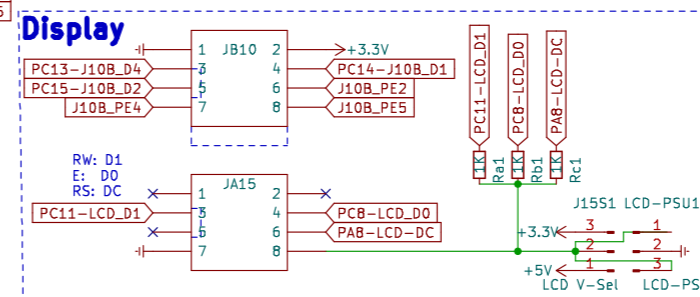 5
Display
1 JB10 2 +3.3V
PC13-J10B_D4 3 4 PC14-J10B_D1
PC15-J10B_D2 5 6 J10B_PE2
J10B_PE4 7 8 J10B_PE5
PC11-LCD_D1
PC8-LCD_D0
PA8-LCD-DC
1K Ra1
1K Rb1
1K Rc1
RW: D1
E: D0
RS: DC
1 JA15 2
PC11-LCD_D1 3 4 PC8-LCD_D0
5 6 PA8-LCD-DC
7 8
J15S1 LCD-PSU1
+3.3V 3 1
2 2
+5V 1 3
LCD V-Sel LCD-PS